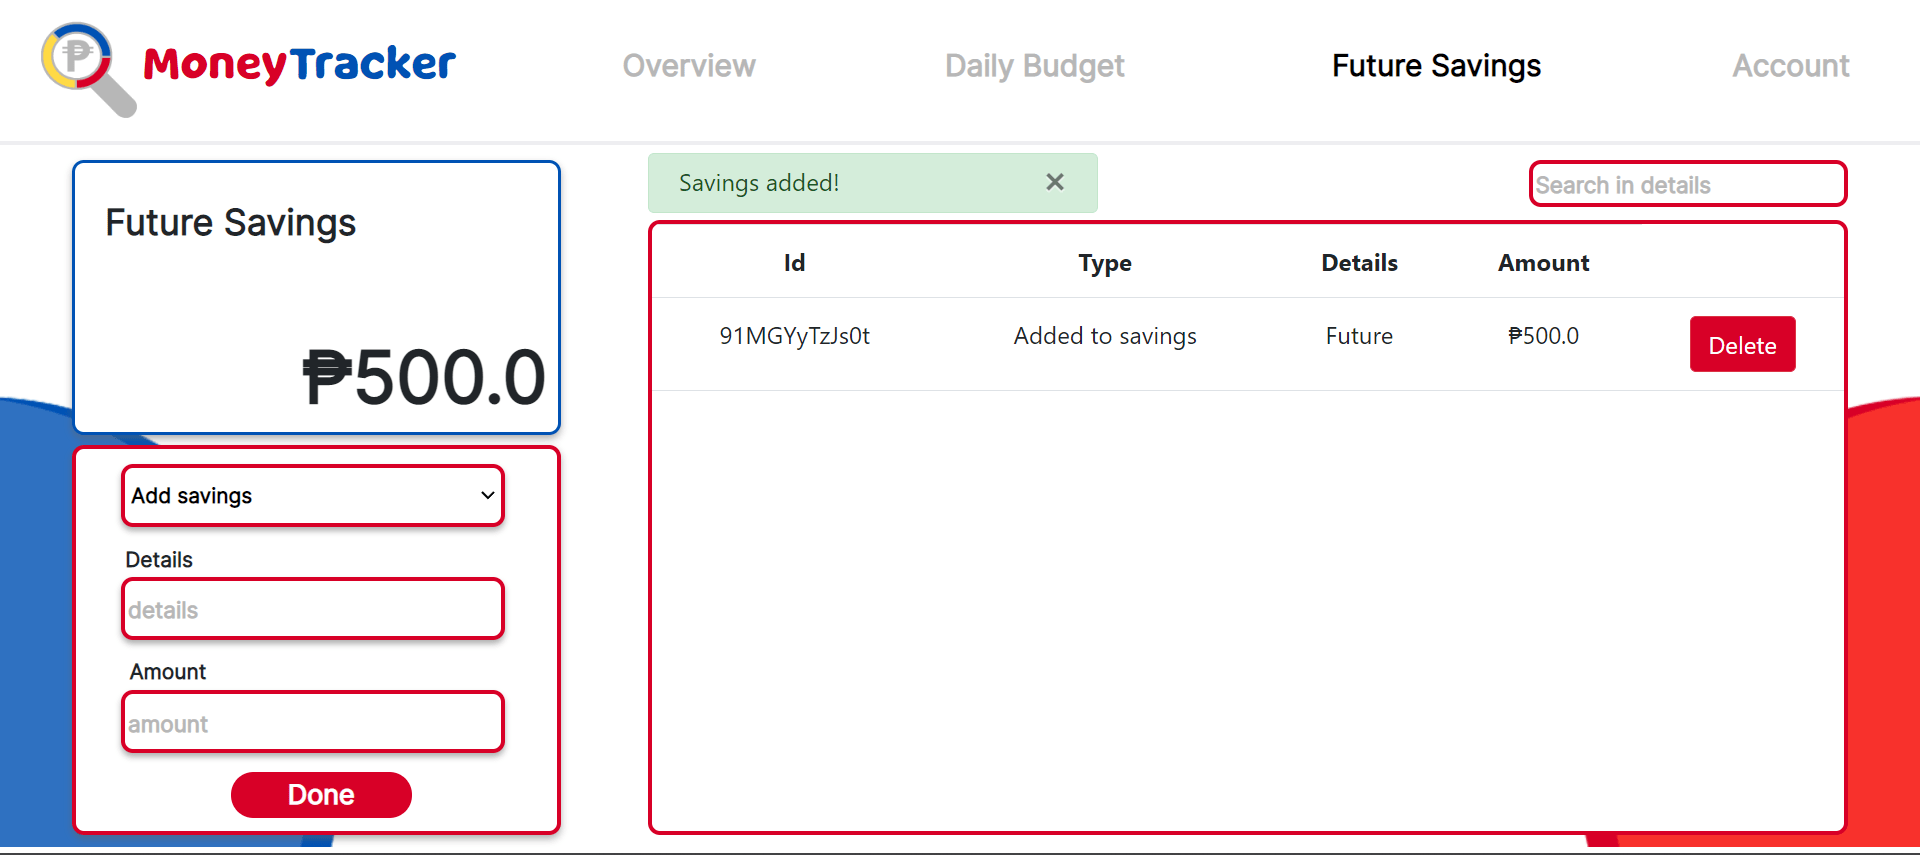 ₱ MoneyTracker Overview Daily Budget Future Savings Account
Future Savings
₱500.0
Add savings
Details
details
Amount
amount
Done
Savings added! ×
Search in details
Id Type Details Amount
91MGYyTzJs0t Added to savings Future ₱500.0 Delete